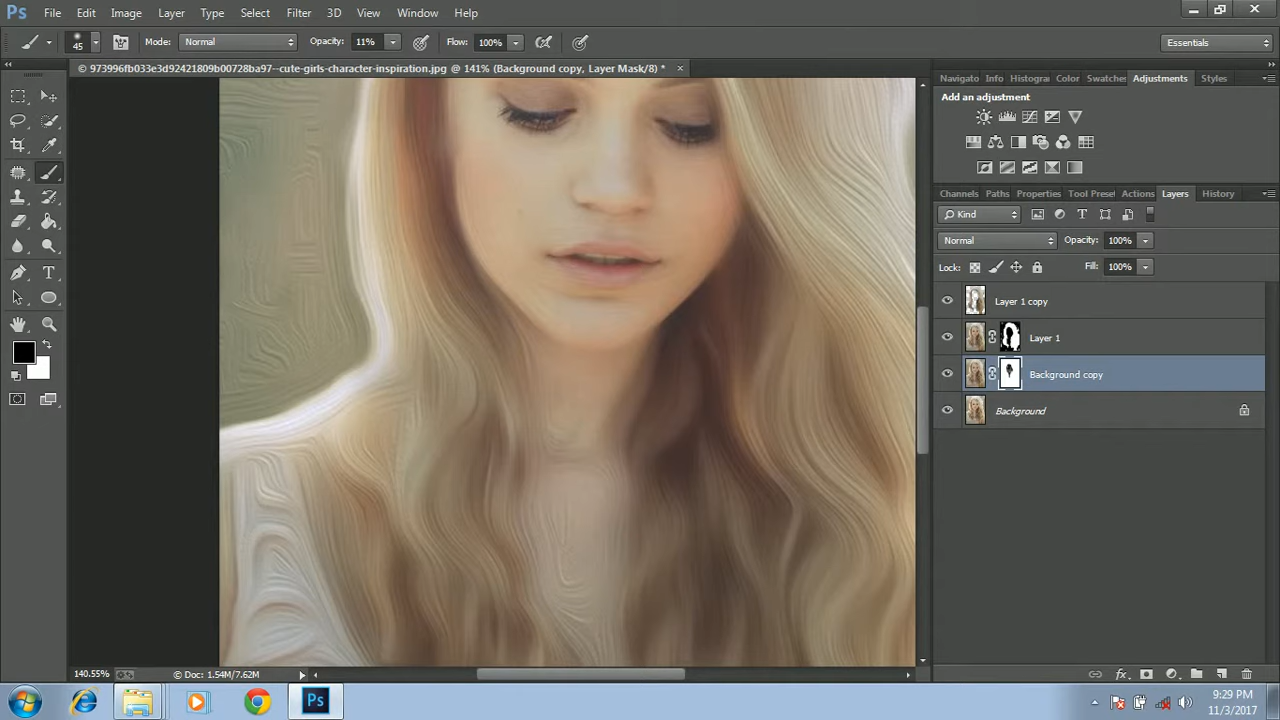 Ps File Edit Image Layer Type Select Filter 3D View Window Help
45 Mode: Normal Opacity: 11% Flow: 100% Essentials
© 973996fb033e3d92421809b00728ba97--cute-girls-character-inspiration.jpg @ 141% (Background copy, Layer Mask/8) *
Navigato Info Histogra Color Swatche Adjustments Styles
Add an adjustment
Channels Paths Properties Tool Preset Actions Layers History
Kind
Normal Opacity: 100%
Lock: Fill: 100%
Layer 1 copy
Layer 1
Background copy
Background
140.55% © Doc: 1.54M/7.62M fx
Ps 9:29 PM
11/3/2017